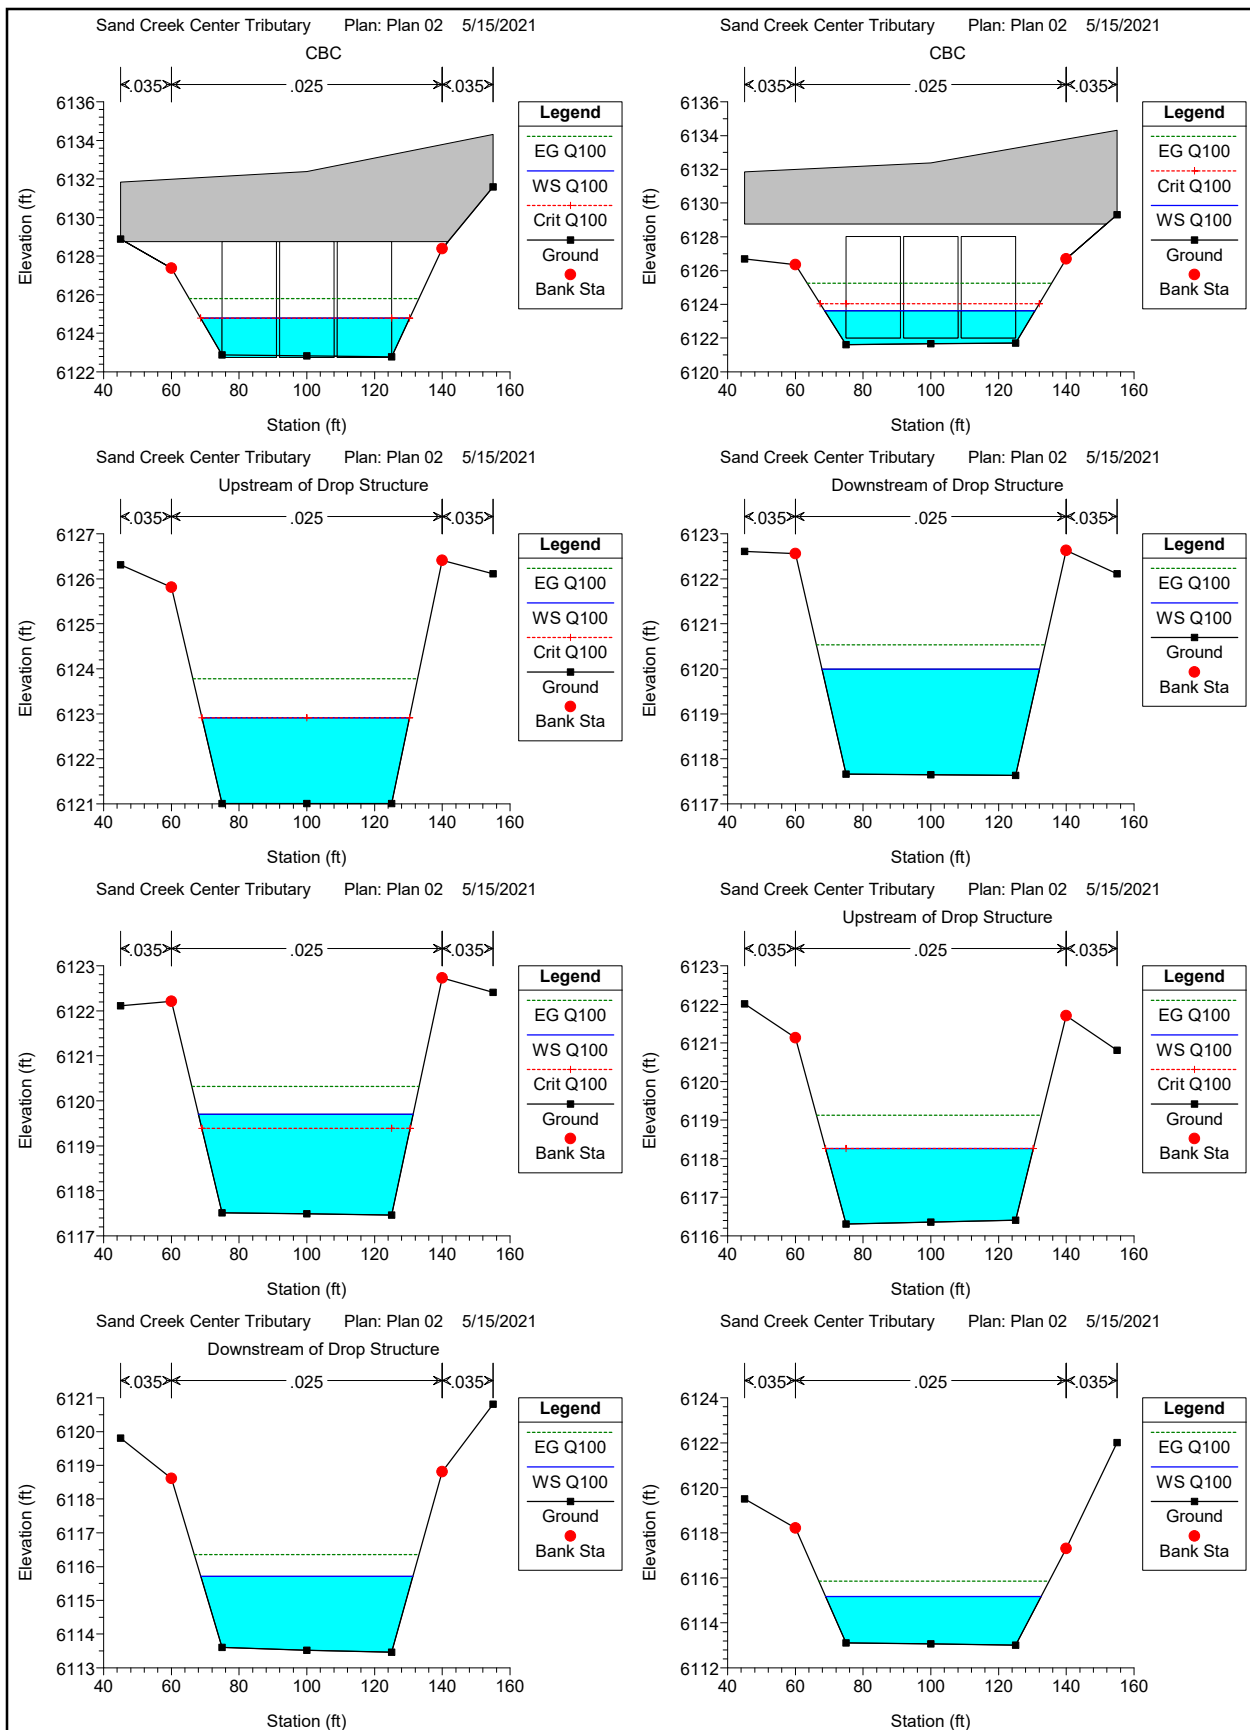 Sand Creek Center Tributary Plan: Plan 02 5/15/2021
CBC
.035 .025 .035
6136
6134
6132
6130
6128
6126
6124
6122
40 60 80 100 120 140 160
Elevation (ft)
Station (ft)
Legend
EG Q100
WS Q100
Crit Q100
Ground
Bank Sta
Sand Creek Center Tributary Plan: Plan 02 5/15/2021
CBC
.035 .025 .035
6136
6134
6132
6130
6128
6126
6124
6122
6120
40 60 80 100 120 140 160
Elevation (ft)
Station (ft)
Legend
EG Q100
Crit Q100
WS Q100
Ground
Bank Sta
Sand Creek Center Tributary Plan: Plan 02 5/15/2021
Upstream of Drop Structure
.035 .025 .035
6127
6126
6125
6124
6123
6122
6121
40 60 80 100 120 140 160
Elevation (ft)
Station (ft)
Legend
EG Q100
WS Q100
Crit Q100
Ground
Bank Sta
Sand Creek Center Tributary Plan: Plan 02 5/15/2021
Downstream of Drop Structure
.035 .025 .035
6123
6122
6121
6120
6119
6118
6117
40 60 80 100 120 140 160
Elevation (ft)
Station (ft)
Legend
EG Q100
WS Q100
Ground
Bank Sta
Sand Creek Center Tributary Plan: Plan 02 5/15/2021
.035 .025 .035
6123
6122
6121
6120
6119
6118
6117
40 60 80 100 120 140 160
Elevation (ft)
Station (ft)
Legend
EG Q100
WS Q100
Crit Q100
Ground
Bank Sta
Sand Creek Center Tributary Plan: Plan 02 5/15/2021
Upstream of Drop Structure
.035 .025 .035
6123
6122
6121
6120
6119
6118
6117
6116
40 60 80 100 120 140 160
Elevation (ft)
Station (ft)
Legend
EG Q100
WS Q100
Crit Q100
Ground
Bank Sta
Sand Creek Center Tributary Plan: Plan 02 5/15/2021
Downstream of Drop Structure
.035 .025 .035
6121
6120
6119
6118
6117
6116
6115
6114
6113
40 60 80 100 120 140 160
Elevation (ft)
Station (ft)
Legend
EG Q100
WS Q100
Ground
Bank Sta
Sand Creek Center Tributary Plan: Plan 02 5/15/2021
.035 .025 .035
6124
6122
6120
6118
6116
6114
6112
40 60 80 100 120 140 160
Elevation (ft)
Station (ft)
Legend
EG Q100
WS Q100
Ground
Bank Sta